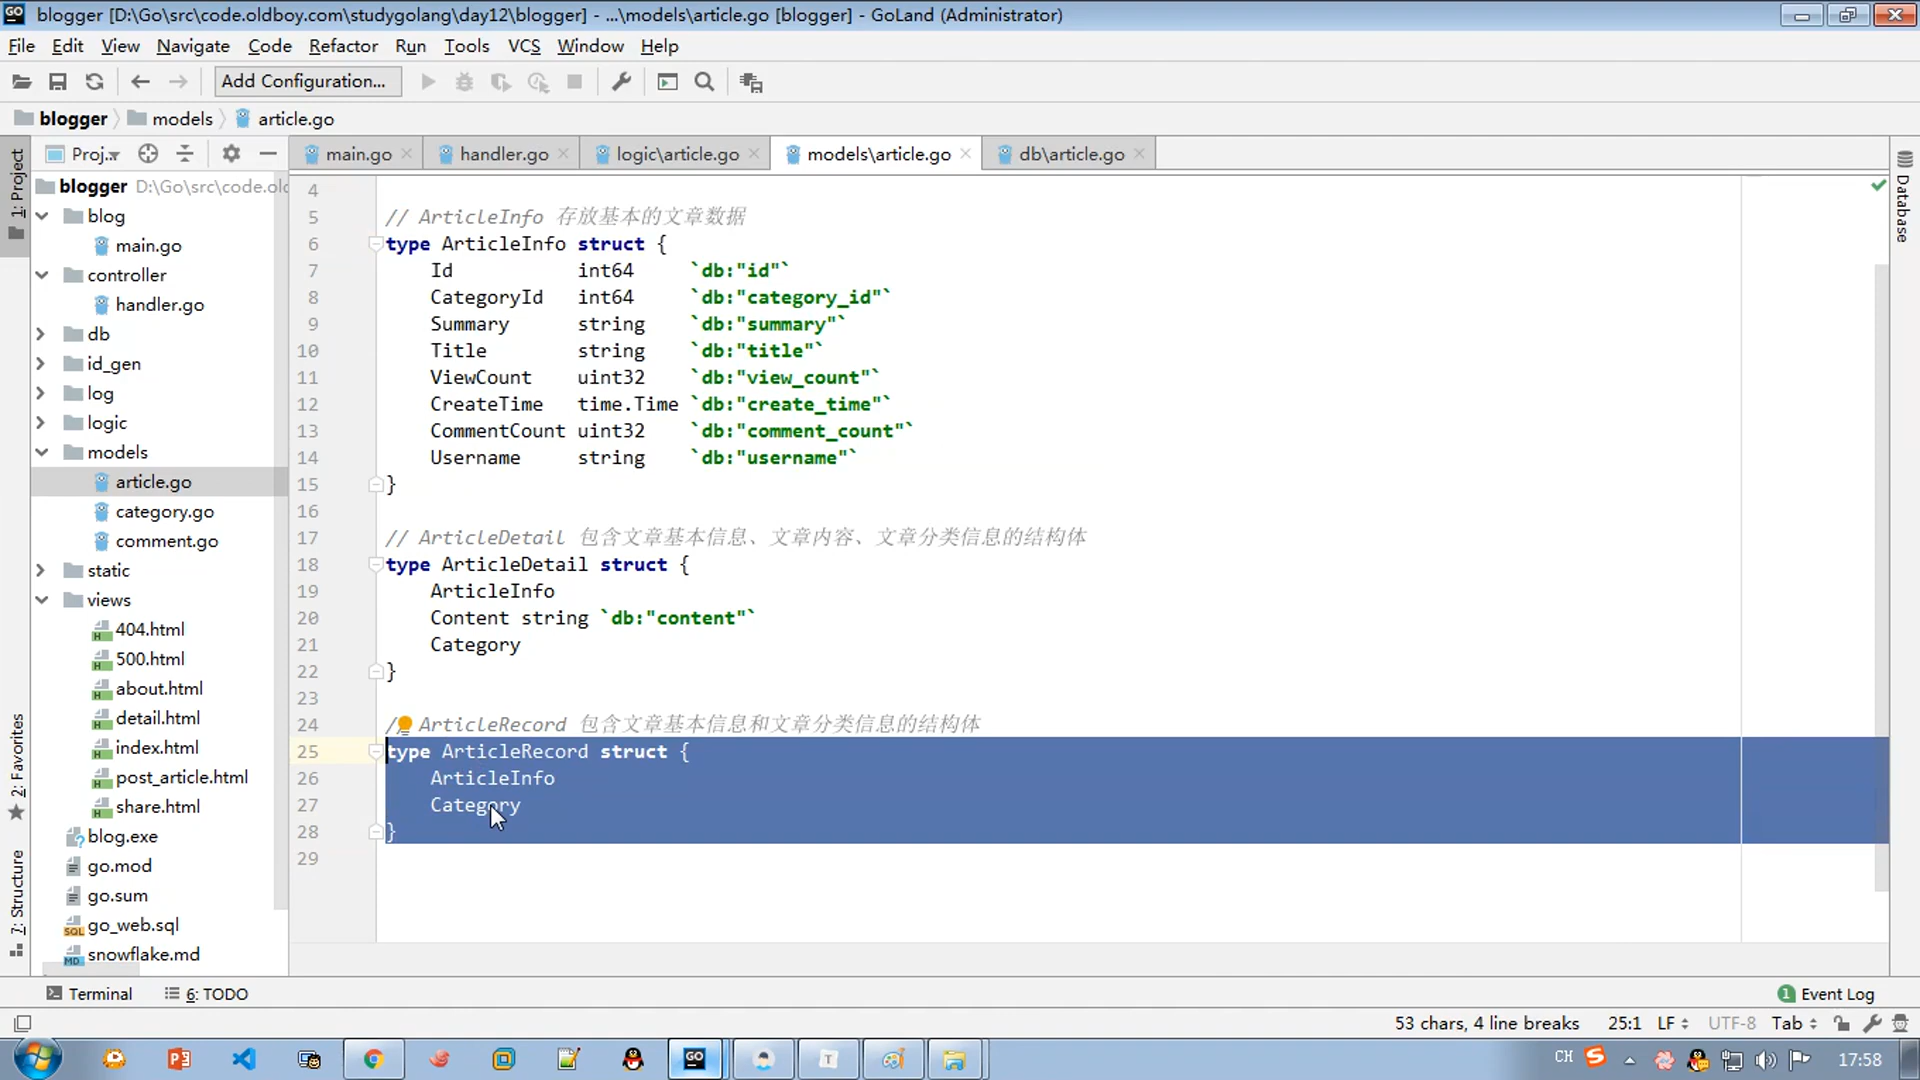 blogger [D:\Go\src\code.oldboy.com\studygolang\day12\blogger] - ...\models\article.go [blogger] - GoLand (Administrator)
File Edit View Navigate Code Refactor Run Tools VCS Window Help
Add Configuration...
blogger models article.go
Proj... main.go handler.go logic\article.go models\article.go db\article.go
1: Project
2: Favorites
7: Structure
Database
blogger D:\Go\src\code.old
blog
main.go
controller
handler.go
db
id_gen
log
logic
models
article.go
category.go
comment.go
static
views
404.html
500.html
about.html
detail.html
index.html
post_article.html
share.html
blog.exe
go.mod
go.sum
go_web.sql
snowflake.md
4
5 // ArticleInfo 存放基本的文章数据
6 type ArticleInfo struct {
7 Id int64 `db:"id"`
8 CategoryId int64 `db:"category_id"`
9 Summary string `db:"summary"`
10 Title string `db:"title"`
11 ViewCount uint32 `db:"view_count"`
12 CreateTime time.Time `db:"create_time"`
13 CommentCount uint32 `db:"comment_count"`
14 Username string `db:"username"`
15 }
16
17 // ArticleDetail 包含文章基本信息、文章内容、文章分类信息的结构体
18 type ArticleDetail struct {
19 ArticleInfo
20 Content string `db:"content"`
21 Category
22 }
23
24 / ArticleRecord 包含文章基本信息和文章分类信息的结构体
25 type ArticleRecord struct {
26 ArticleInfo
27 Category
28 }
29
Terminal 6: TODO 1 Event Log
53 chars, 4 line breaks 25:1 LF UTF-8 Tab
CH 17:58